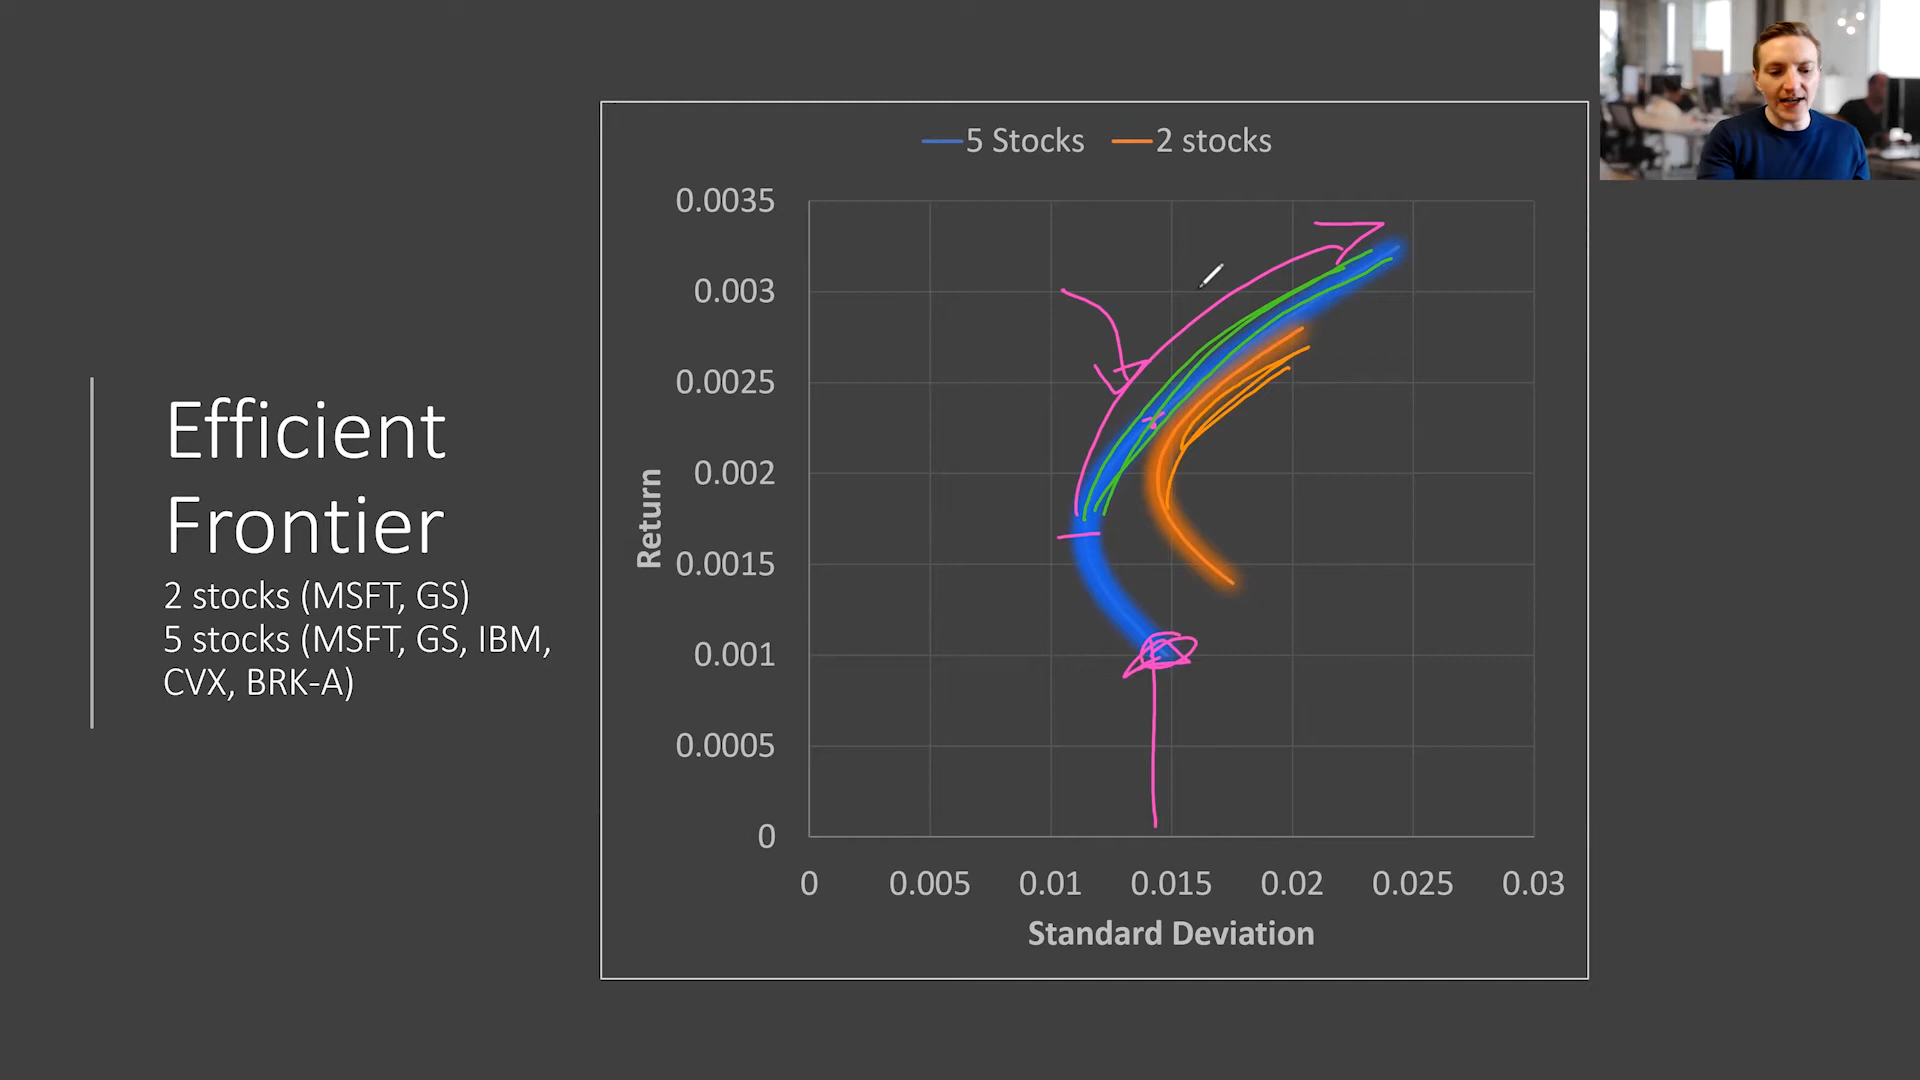 Efficient
Frontier
2 stocks (MSFT, GS)
5 stocks (MSFT, GS, IBM,
CVX, BRK-A)
5 Stocks
2 stocks
0.0035
0.003
0.0025
0.002
0.0015
0.001
0.0005
0
Return
0
0.005
0.01
0.015
0.02
0.025
0.03
Standard Deviation